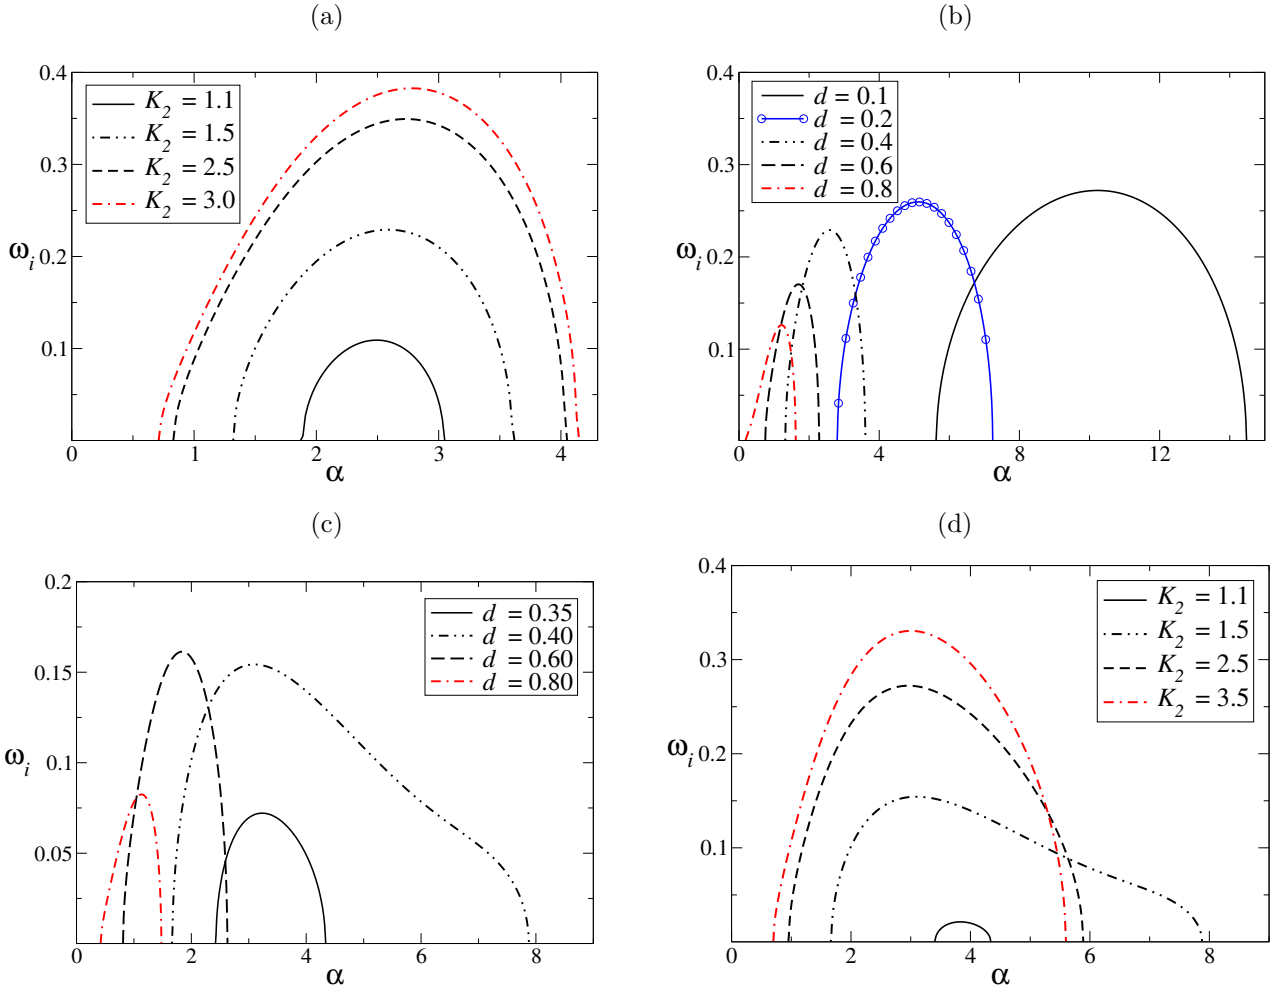 (a)
0.4
0.3
0.2
0.1
ωi
K2 = 1.1
K2 = 1.5
K2 = 2.5
K2 = 3.0
0 1 2 3 4
α
(b)
0.4
0.3
0.2
0.1
ωi
d = 0.1
d = 0.2
d = 0.4
d = 0.6
d = 0.8
0 4 8 12
α
(c)
0.2
0.15
0.1
0.05
ωi
d = 0.35
d = 0.40
d = 0.60
d = 0.80
0 2 4 6 8
α
(d)
0.4
0.3
0.2
0.1
ωi
K2 = 1.1
K2 = 1.5
K2 = 2.5
K2 = 3.5
0 2 4 6 8
α